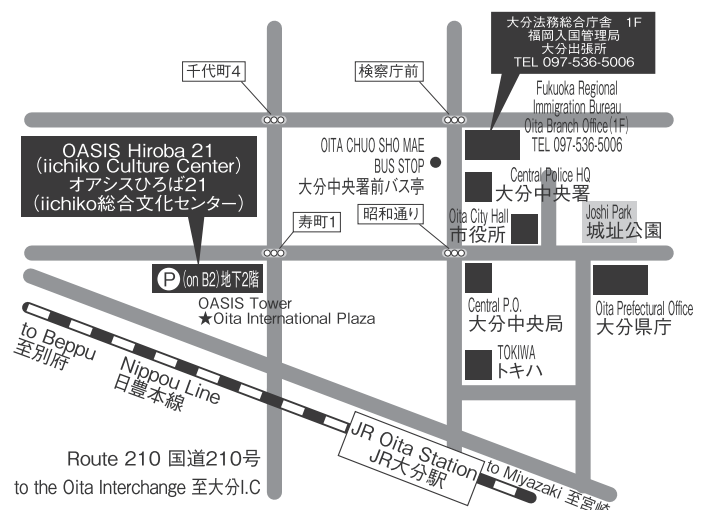 大分法務総合庁舎 1F
福岡入国管理局
大分出張所
TEL 097-536-5006
千代町4
検察庁前
Fukuoka Regional
Immigration Bureau
Oita Branch Office(1F)
TEL 097-536-5006
OASIS Hiroba 21
(iichiko Culture Center)
オアシスひろば21
(iichiko総合文化センター)
OITA CHUO SHO MAE
BUS STOP
大分中央署前バス亭
Central Police HQ
大分中央署
寿町1
昭和通り
Oita City Hall
市役所
Joshi Park
城址公園
P (on B2)地下2階
OASIS Tower
★Oita International Plaza
Central P.O.
大分中央局
Oita Prefectural Office
大分県庁
TOKIWA
トキハ
to Beppu
至別府
Nippou Line
日豊本線
JR Oita Station
JR大分駅
to Miyazaki 至宮崎
Route 210 国道210号
to the Oita Interchange 至大分I.C